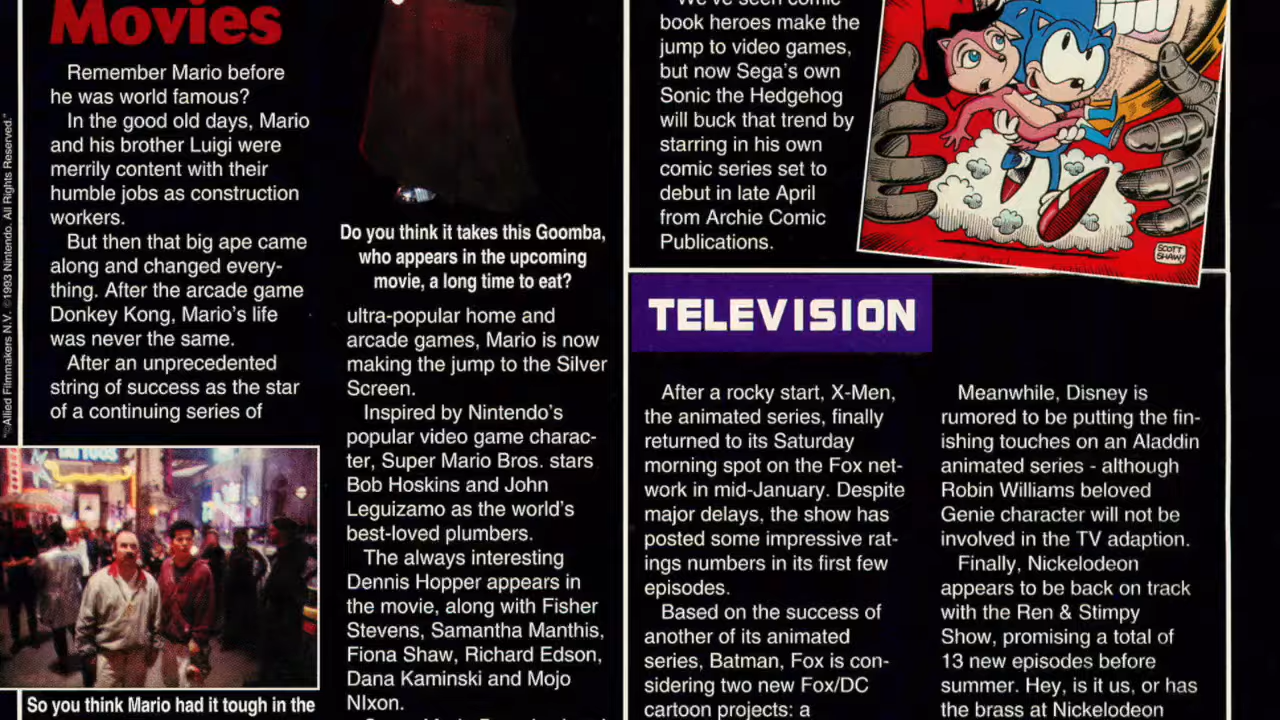 Movies
Remember Mario before
he was world famous?
In the good old days, Mario
and his brother Luigi were
merrily content with their
humble jobs as construction
workers.
But then that big ape came
along and changed every-
thing. After the arcade game
Donkey Kong, Mario's life
was never the same.
After an unprecedented
string of success as the star
of a continuing series of
"©Allied Filmmakers N.V. ©1993 Nintendo. All Rights Reserved."
So you think Mario had it tough in the
Do you think it takes this Goomba,
who appears in the upcoming
movie, a long time to eat?
ultra-popular home and
arcade games, Mario is now
making the jump to the Silver
Screen.
Inspired by Nintendo's
popular video game charac-
ter, Super Mario Bros. stars
Bob Hoskins and John
Leguizamo as the world's
best-loved plumbers.
The always interesting
Dennis Hopper appears in
the movie, along with Fisher
Stevens, Samantha Manthis,
Fiona Shaw, Richard Edson,
Dana Kaminski and Mojo
NIxon.
We've seen comic
book heroes make the
jump to video games,
but now Sega's own
Sonic the Hedgehog
will buck that trend by
starring in his own
comic series set to
debut in late April
from Archie Comic
Publications.
SCOTT
SHAW!
TELEVISION
After a rocky start, X-Men,
the animated series, finally
returned to its Saturday
morning spot on the Fox net-
work in mid-January. Despite
major delays, the show has
posted some impressive rat-
ings numbers in its first few
episodes.
Based on the success of
another of its animated
series, Batman, Fox is con-
sidering two new Fox/DC
cartoon projects: a
Meanwhile, Disney is
rumored to be putting the fin-
ishing touches on an Aladdin
animated series - although
Robin Williams beloved
Genie character will not be
involved in the TV adaption.
Finally, Nickelodeon
appears to be back on track
with the Ren & Stimpy
Show, promising a total of
13 new episodes before
summer. Hey, is it us, or has
the brass at Nickelodeon